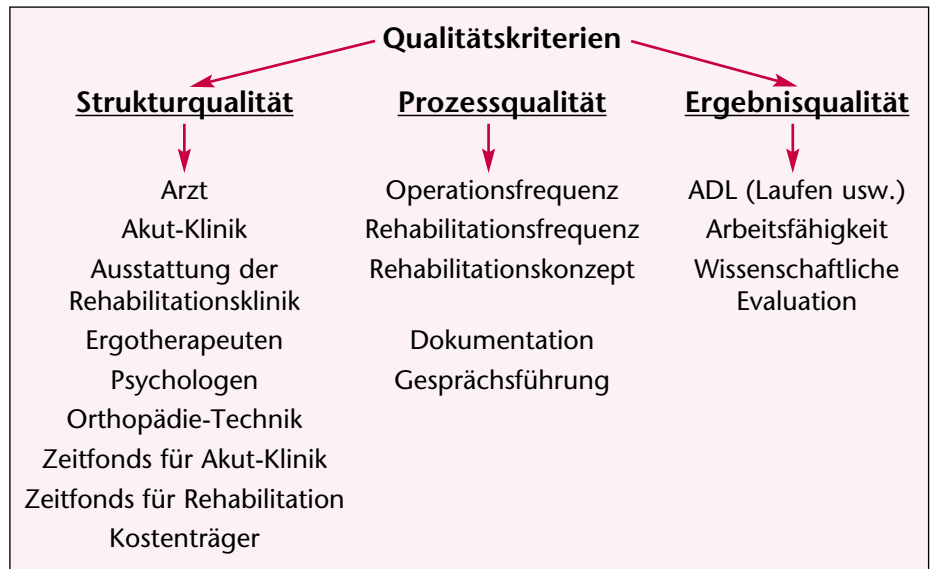 Qualitätskriterien
Strukturqualität
Arzt
Akut-Klinik
Ausstattung der
Rehabilitationsklinik
Ergotherapeuten
Psychologen
Orthopädie-Technik
Zeitfonds für Akut-Klinik
Zeitfonds für Rehabilitation
Kostenträger
Prozessqualität
Operationsfrequenz
Rehabilitationsfrequenz
Rehabilitationskonzept
Dokumentation
Gesprächsführung
Ergebnisqualität
ADL (Laufen usw.)
Arbeitsfähigkeit
Wissenschaftliche
Evaluation